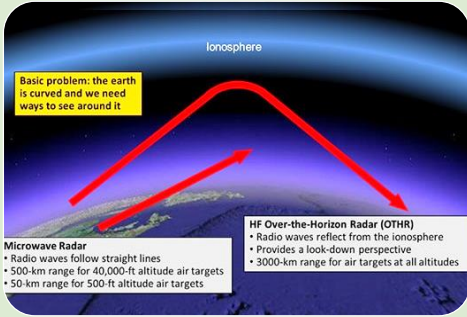 Ionosphere
Basic problem: the earth
is curved and we need
ways to see around it
Microwave Radar
• Radio waves follow straight lines
• 500-km range for 40,000-ft altitude air targets
• 50-km range for 500-ft altitude air targets
HF Over-the-Horizon Radar (OTHR)
• Radio waves reflect from the ionosphere
• Provides a look-down perspective
• 3000-km range for air targets at all altitudes